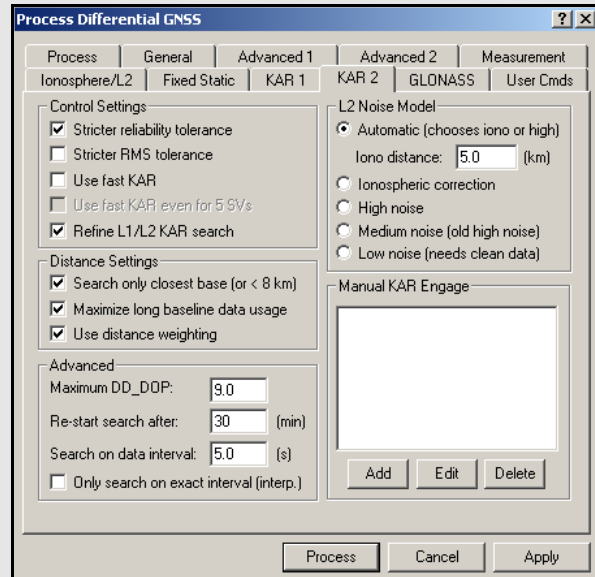 Process Differential GNSS
Process General Advanced 1 Advanced 2 Measurement
Ionosphere/L2 Fixed Static KAR 1 KAR 2 GLONASS User Cmds
Control Settings
Stricter reliability tolerance
Stricter RMS tolerance
Use fast KAR
Use fast KAR even for 5 SVs
Refine L1/L2 KAR search
Distance Settings
Search only closest base (or < 8 km)
Maximize long baseline data usage
Use distance weighting
Advanced
Maximum DD_DOP: 9.0
Re-start search after: 30 (min)
Search on data interval: 5.0 (s)
Only search on exact interval (interp.)
L2 Noise Model
Automatic (chooses iono or high)
Iono distance: 5.0 (km)
Ionospheric correction
High noise
Medium noise (old high noise)
Low noise (needs clean data)
Manual KAR Engage
Add Edit Delete
Process Cancel Apply